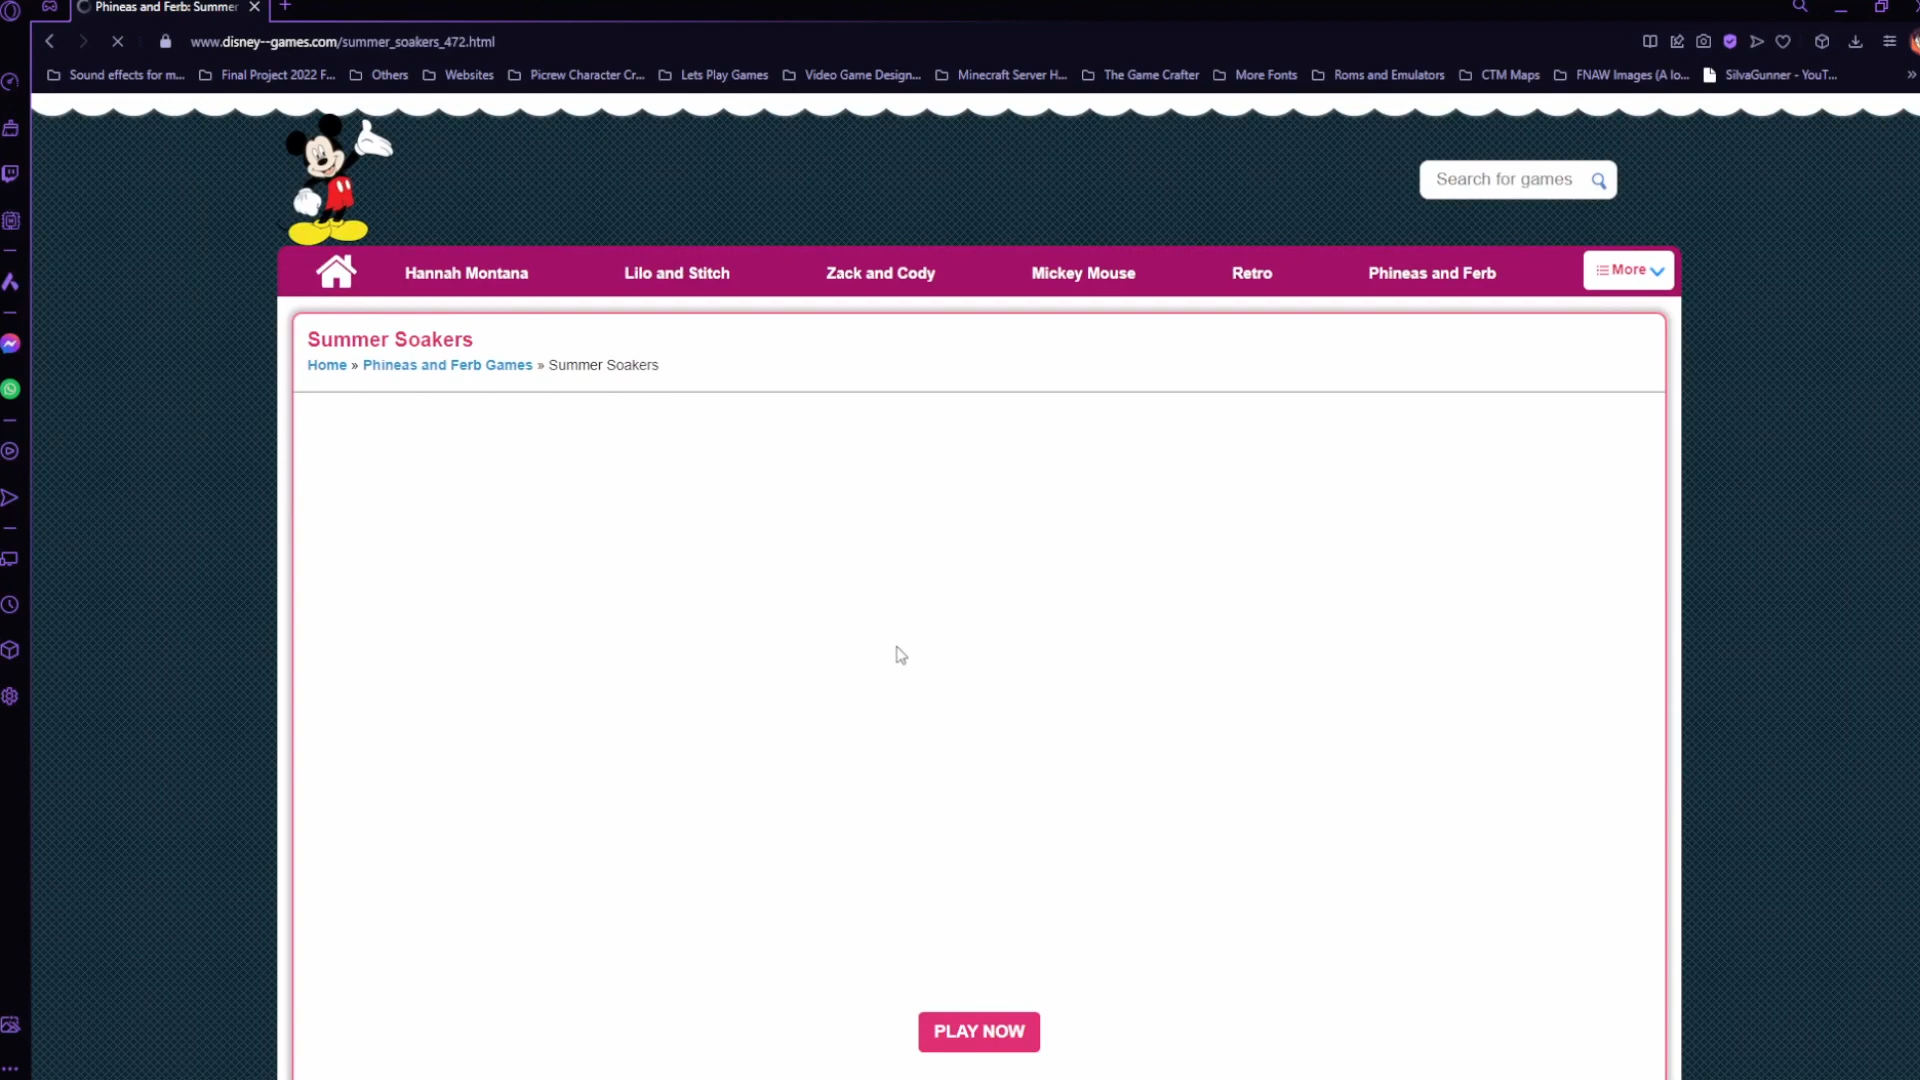 Phineas and Ferb: Summer
www.disney--games.com/summer_soakers_472.html
Sound effects for m... Final Project 2022 F... Others Websites Picrew Character Cr... Lets Play Games Video Game Design... Minecraft Server H... The Game Crafter More Fonts Roms and Emulators CTM Maps FNAW Images (A lo... SilvaGunner - YouT... »
Search for games
Hannah Montana Lilo and Stitch Zack and Cody Mickey Mouse Retro Phineas and Ferb More
Summer Soakers
Home » Phineas and Ferb Games » Summer Soakers
PLAY NOW